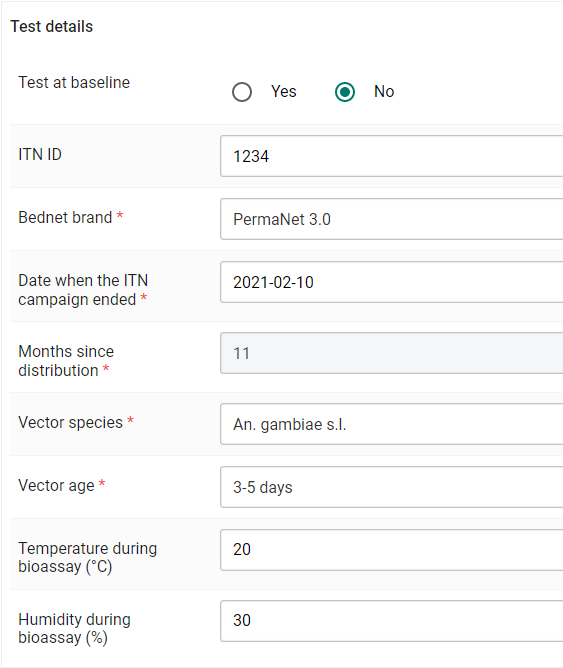 Test details
Test at baseline
Yes No
ITN ID
1234
Bednet brand *
PermaNet 3.0
Date when the ITN
campaign ended *
2021-02-10
Months since
distribution *
11
Vector species *
An. gambiae s.l.
Vector age *
3-5 days
Temperature during
bioassay (°C)
20
Humidity during
bioassay (%)
30